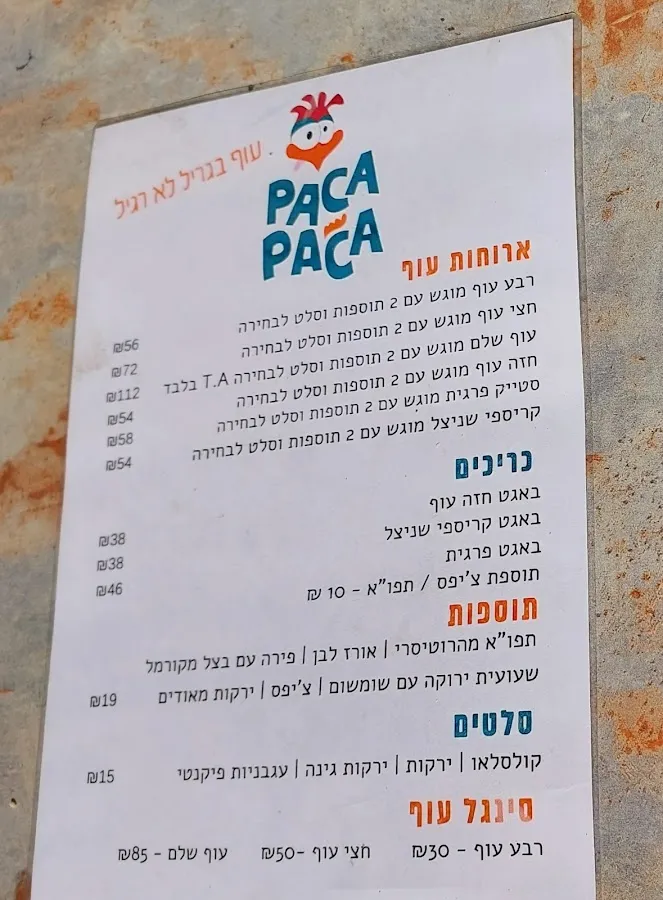 עוף בגריל לא רגיל
PACA
PACA
ארוחות עוף
רבע עוף מוגש עם 2 תוספות וסלט לבחירה ₪56
חצי עוף מוגש עם 2 תוספות וסלט לבחירה ₪72
עוף שלם מוגש עם 2 תוספות וסלט לבחירה T.A בלבד ₪112
חזה עוף מוגש עם 2 תוספות וסלט לבחירה ₪54
סטייק פרגית מוגש עם 2 תוספות וסלט לבחירה ₪58
קריספי שניצל מוגש עם 2 תוספות וסלט לבחירה ₪54
כריכים
באגט חזה עוף ₪38
באגט קריספי שניצל ₪38
באגט פרגית ₪46
תוספת צ'יפס / תפו"א - 10 ₪
תוספות
תפו"א מהרוטיסרי | אורז לבן | פירה עם בצל מקורמל
שעועית ירוקה עם שומשום | צ'יפס | ירקות מאודים ₪19
סלטים
קולסלאו | ירקות | ירקות גינה | עגבניות פיקנטי ₪15
סינגל עוף
רבע עוף - ₪30 חצי עוף -₪50 עוף שלם - ₪85